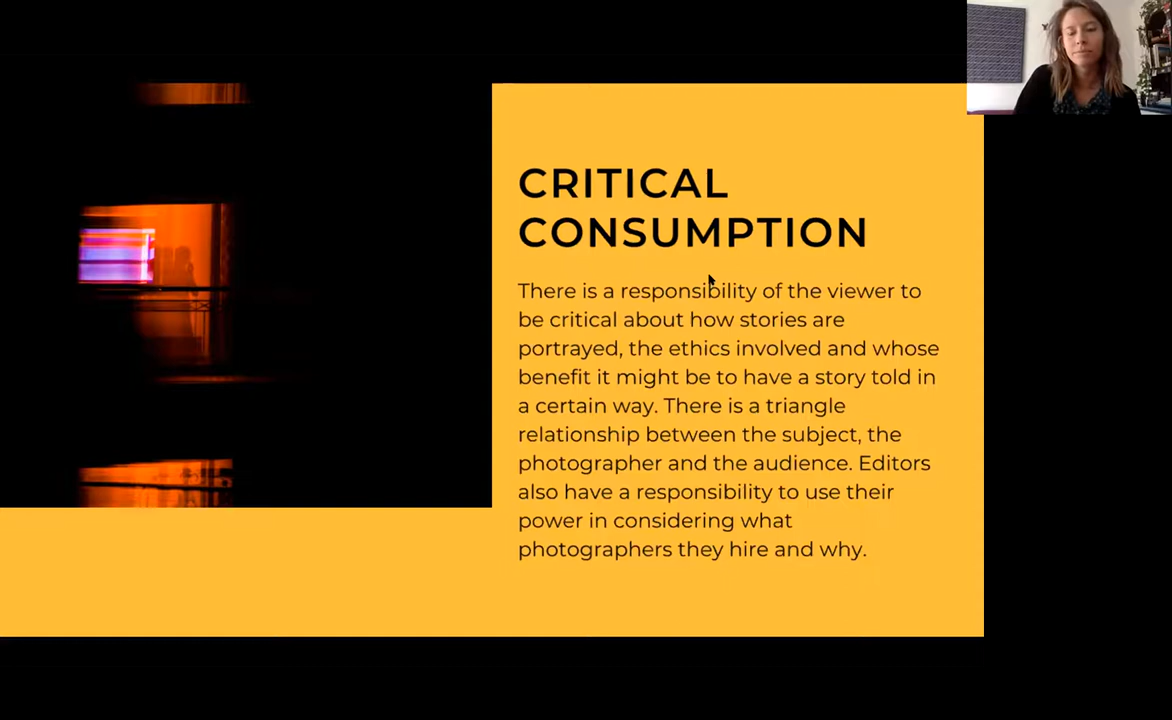 CRITICAL
CONSUMPTION
There is a responsibility of the viewer to
be critical about how stories are
portrayed, the ethics involved and whose
benefit it might be to have a story told in
a certain way. There is a triangle
relationship between the subject, the
photographer and the audience. Editors
also have a responsibility to use their
power in considering what
photographers they hire and why.